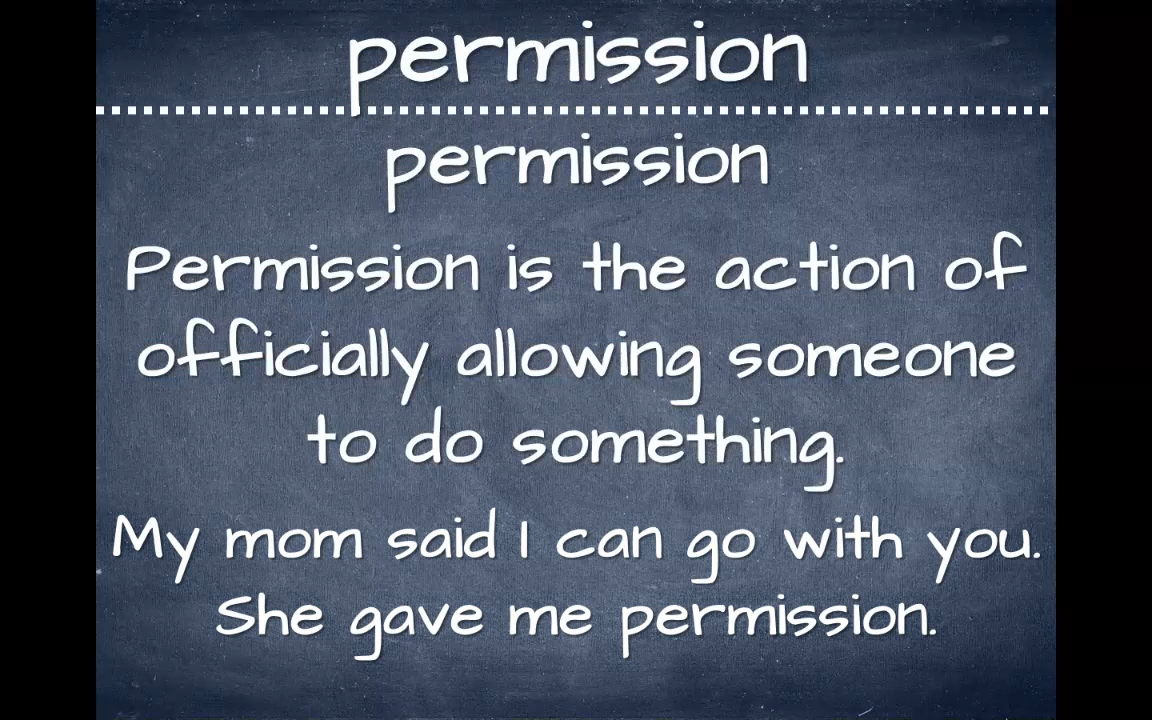 permission
permission
Permission is the action of
officially allowing someone
to do something.
My mom said I can go with you.
She gave me permission.